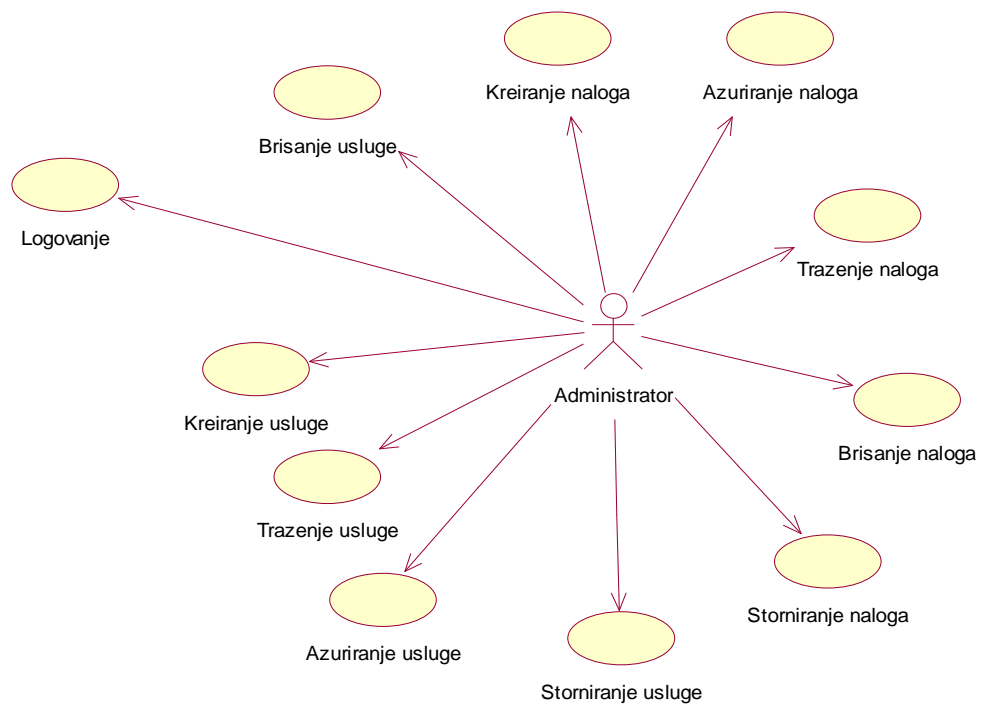 Kreiranje naloga
Azuriranje naloga
Brisanje usluge
Logovanje
Trazenje naloga
Administrator
Kreiranje usluge
Brisanje naloga
Trazenje usluge
Storniranje naloga
Azuriranje usluge
Storniranje usluge